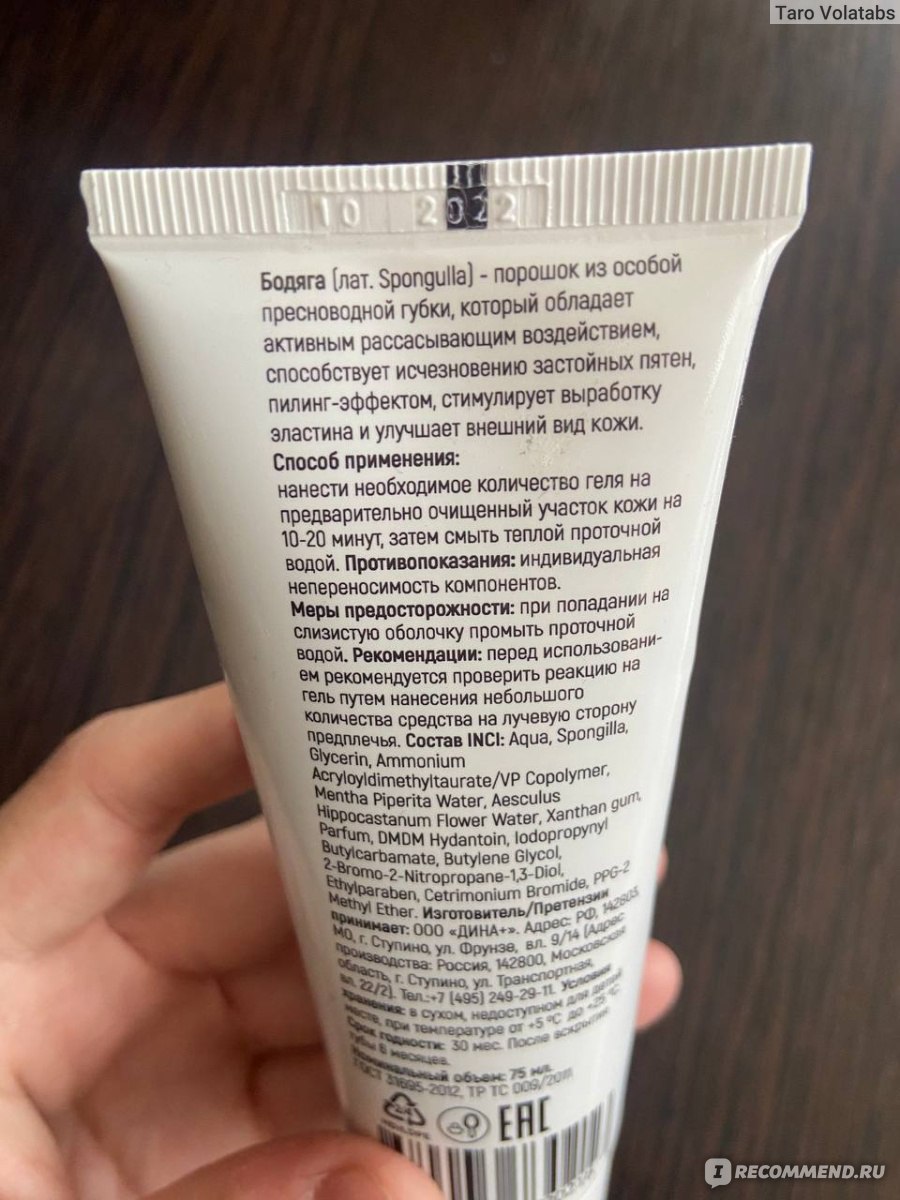 Taro Volatabs
10 2022
Бодяга (лат. Spongulla) - порошок из особой
пресноводной губки, который обладает
активным рассасывающим воздействием,
способствует исчезновению застойных пятен,
пилинг-эффектом, стимулирует выработку
эластина и улучшает внешний вид кожи.
Способ применения:
нанести необходимое количество геля на
предварительно очищенный участок кожи на
10-20 минут, затем смыть теплой проточной
водой. Противопоказания: индивидуальная
непереносимость компонентов.
Меры предосторожности: при попадании на
слизистую оболочку промыть проточной
водой. Рекомендации: перед использовани-
ем рекомендуется проверить реакцию на
гель путем нанесения небольшого
количества средства на лучевую сторону
предплечья. Состав INCI: Aqua, Spongilla,
Glycerin, Ammonium
Acryloyldimethyltaurate/VP Copolymer,
Mentha Piperita Water, Aesculus
Hippocastanum Flower Water, Xanthan gum,
Parfum, DMDM Hydantoin, Iodopropynyl
Butylcarbamate, Butylene Glycol,
2-Bromo-2-Nitropropane-1,3-Diol,
Ethylparaben, Cetrimonium Bromide, PPG-2
Methyl Ether. Изготовитель/Претензии
принимает: ООО «ДИНА+». Адрес: РФ, 142803,
МО, г. Ступино, ул. Фрунзе, вл. 9/14 (Адрес
производства: Россия, 142800, Московская
область, г. Ступино, ул. Транспортная,
вл. 22/2). Тел.:+7 (495) 249-29-11. Условия
хранения: в сухом, недоступном для детей
месте, при температуре от +5 °C до +25 °C.
Срок годности: 30 мес. После вскрытия
тубы 6 месяцев.
Номинальный объем: 75 мл.
ГОСТ 31695-2012, ТР ТС 009/2011
EAC
IRECOMMEND.RU